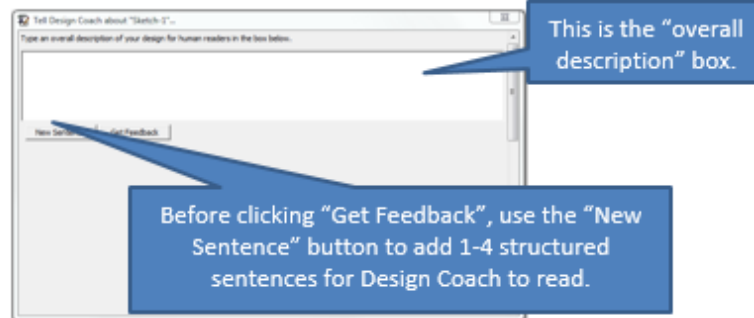 Tell Design Coach about "Sketch-1"...
Type an overall description of your design for human readers in the box below.
This is the “overall
description” box.
New Get Feedback
Before clicking “Get Feedback”, use the “New
Sentence” button to add 1-4 structured
sentences for Design Coach to read.